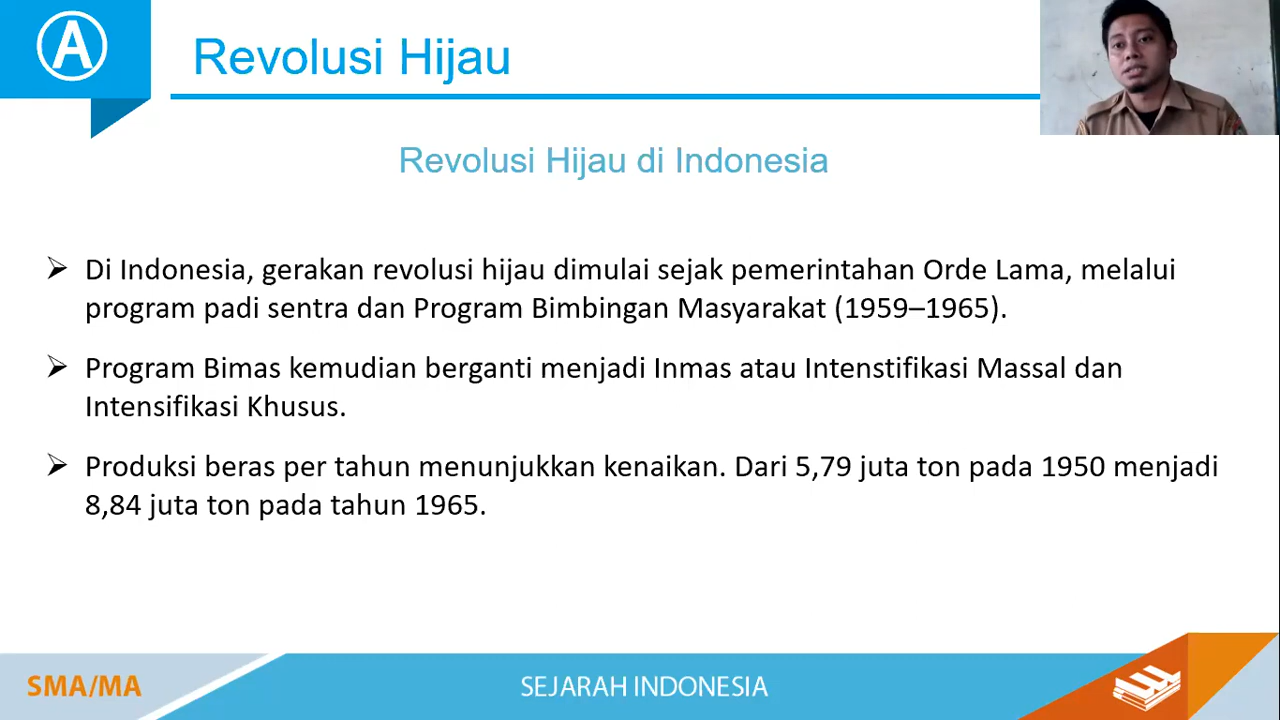 A
Revolusi Hijau
Revolusi Hijau di Indonesia
➢ Di Indonesia, gerakan revolusi hijau dimulai sejak pemerintahan Orde Lama, melalui
program padi sentra dan Program Bimbingan Masyarakat (1959–1965).
➢ Program Bimas kemudian berganti menjadi Inmas atau Intenstifikasi Massal dan
Intensifikasi Khusus.
➢ Produksi beras per tahun menunjukkan kenaikan. Dari 5,79 juta ton pada 1950 menjadi
8,84 juta ton pada tahun 1965.
SMA/MA
SEJARAH INDONESIA